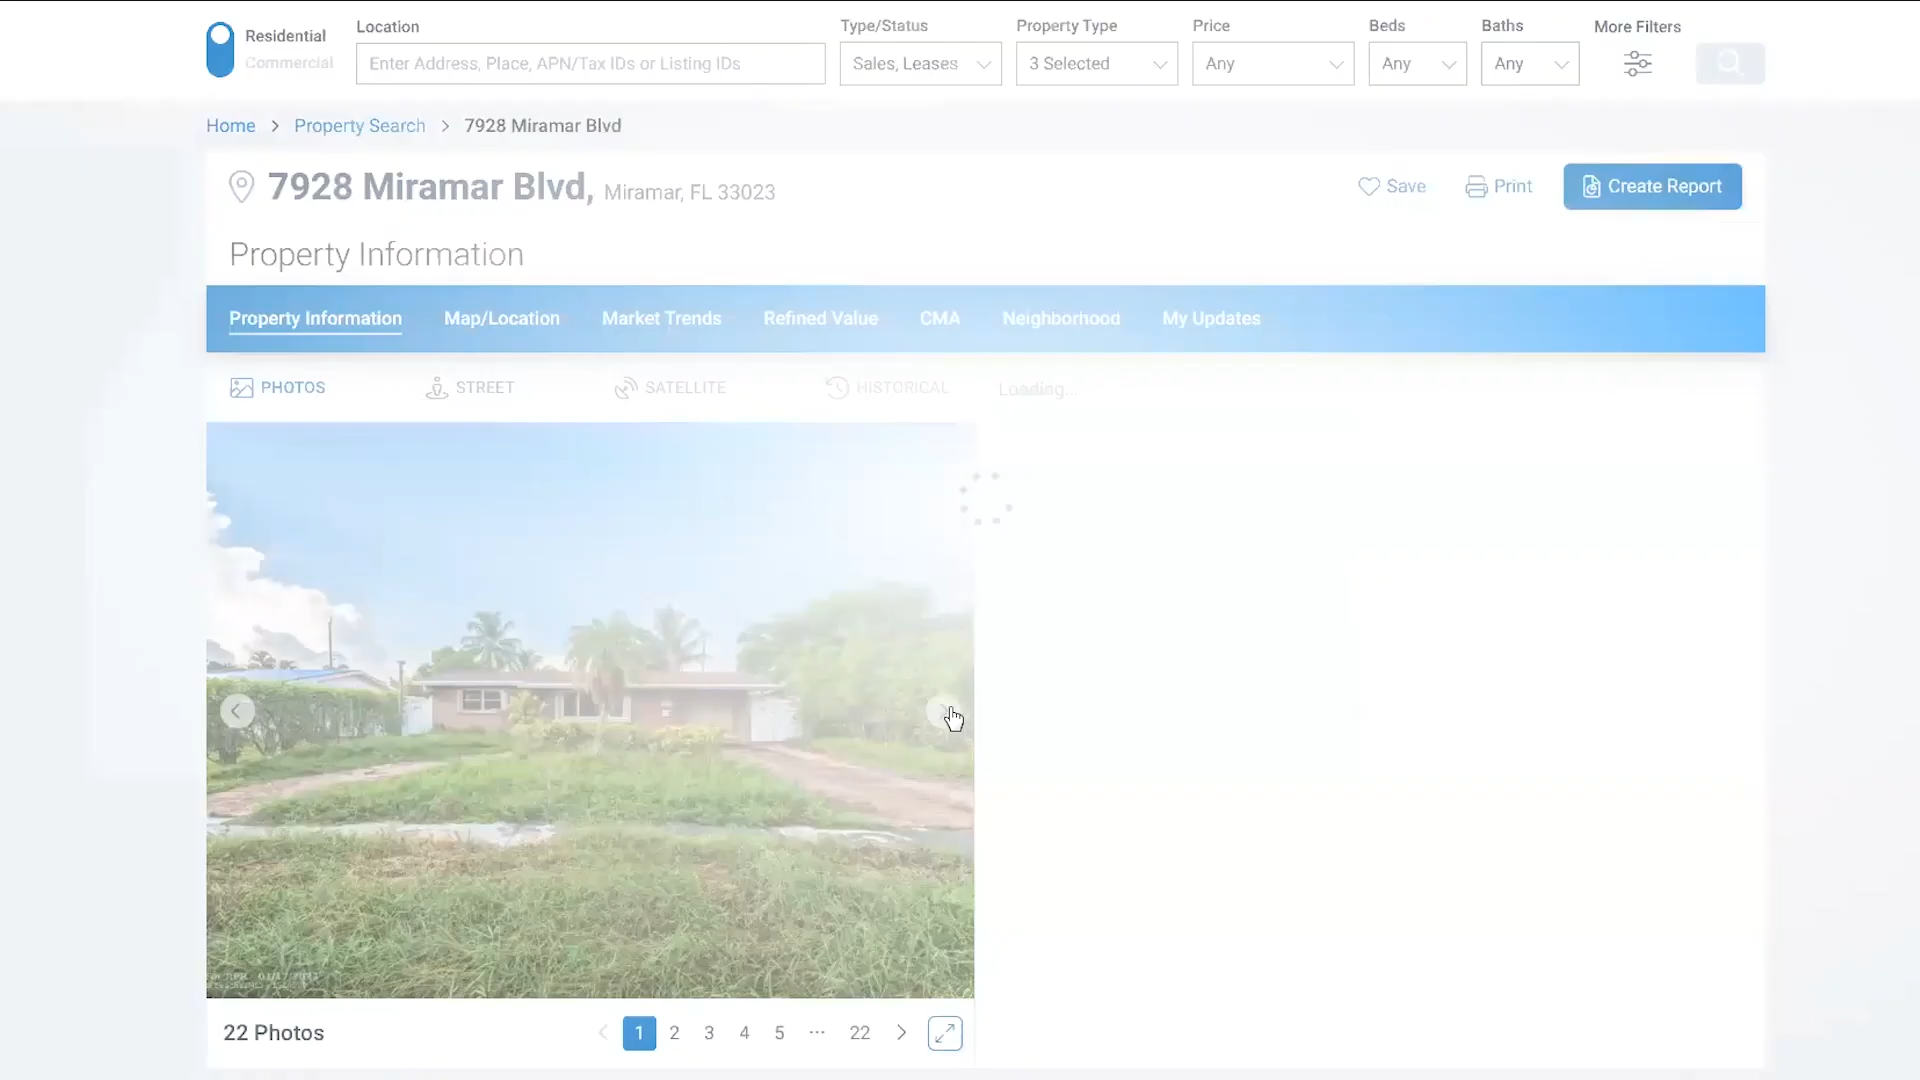 Residential
Commercial
Location
Enter Address, Place, APN/Tax IDs or Listing IDs
Type/Status
Sales, Leases
Property Type
3 Selected
Price
Any
Beds
Any
Baths
Any
More Filters
Home > Property Search > 7928 Miramar Blvd
7928 Miramar Blvd, Miramar, FL 33023
Save
Print
Create Report
Property Information
Property Information
Map/Location
Market Trends
Refined Value
CMA
Neighborhood
My Updates
PHOTOS
STREET
SATELLITE
HISTORICAL
Loading...
22 Photos
1 2 3 4 5 ... 22